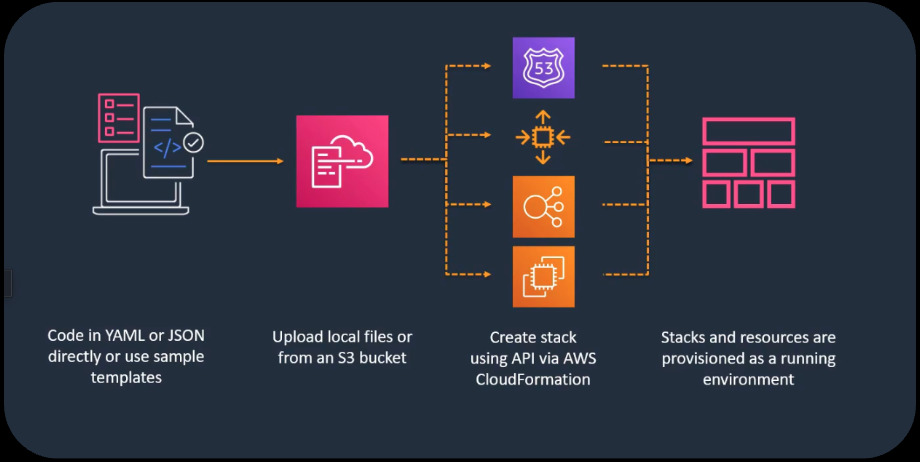 53
</>
Code in YAML or JSON
directly or use sample
templates
Upload local files or
from an S3 bucket
Create stack
using API via AWS
CloudFormation
Stacks and resources are
provisioned as a running
environment